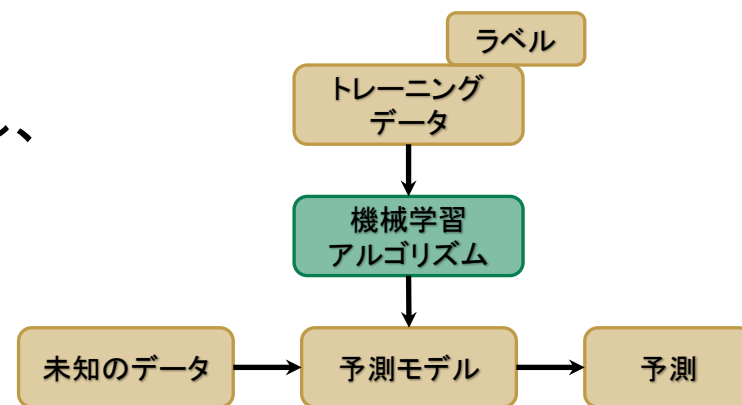 ラベル
トレーニング
データ
機械学習
アルゴリズム
未知のデータ
予測モデル
予測